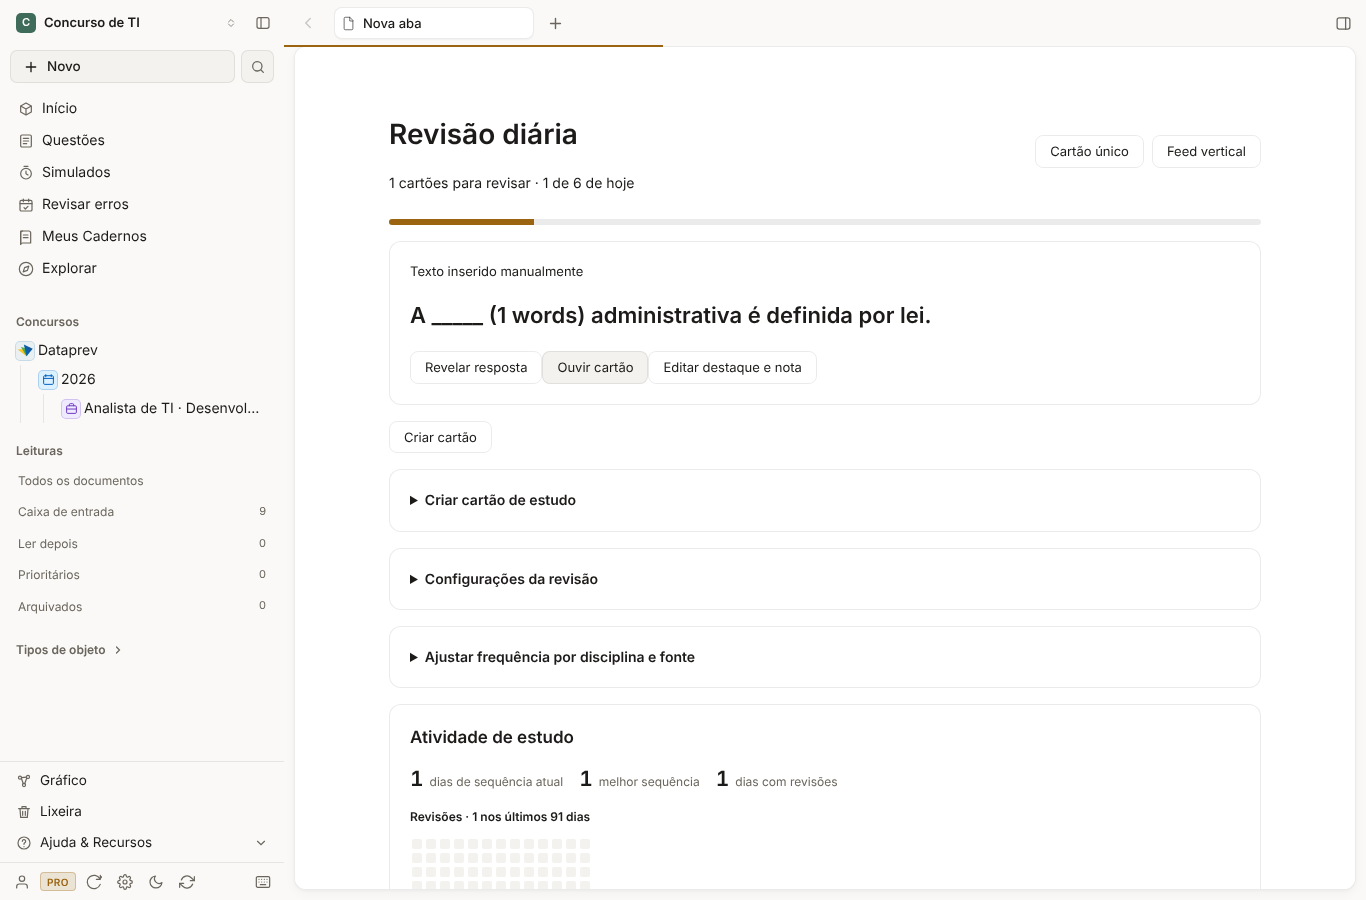 C Concurso de TI
Nova aba
Novo
Início
Questões
Simulados
Revisar erros
Meus Cadernos
Explorar
Concursos
Dataprev
2026
Analista de TI · Desenvol...
Leituras
Todos os documentos
Caixa de entrada 9
Ler depois 0
Prioritários 0
Arquivados 0
Tipos de objeto
Gráfico
Lixeira
Ajuda & Recursos
PRO
Revisão diária
Cartão único Feed vertical
1 cartões para revisar · 1 de 6 de hoje
Texto inserido manualmente
A _____ (1 words) administrativa é definida por lei.
Revelar resposta Ouvir cartão Editar destaque e nota
Criar cartão
Criar cartão de estudo
Configurações da revisão
Ajustar frequência por disciplina e fonte
Atividade de estudo
1 dias de sequência atual 1 melhor sequência 1 dias com revisões
Revisões · 1 nos últimos 91 dias